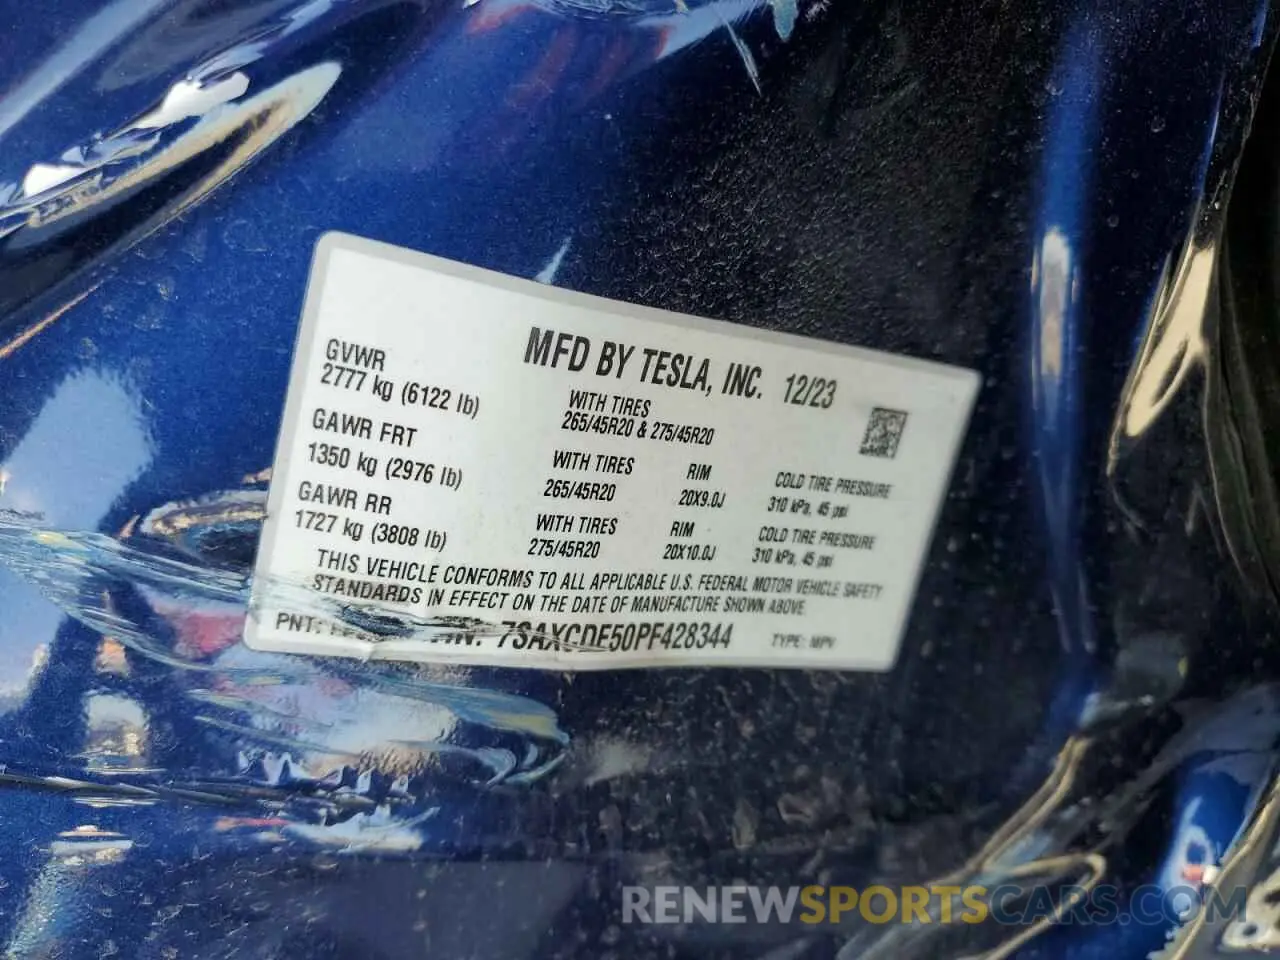 MFD BY TESLA, INC. 12/23
GVWR
2777 kg (6122 lb)
WITH TIRES
265/45R20 & 275/45R20
GAWR FRT
1350 kg (2976 lb)
WITH TIRES
265/45R20
RIM
20X9.0J
COLD TIRE PRESSURE
310 kPa, 45 psi
GAWR RR
1727 kg (3808 lb)
WITH TIRES
275/45R20
RIM
20X10.0J
COLD TIRE PRESSURE
310 kPa, 45 psi
THIS VEHICLE CONFORMS TO ALL APPLICABLE U.S. FEDERAL MOTOR VEHICLE SAFETY
STANDARDS IN EFFECT ON THE DATE OF MANUFACTURE SHOWN ABOVE.
PNT: 7SAXCDE50PF428344 TYPE: MPV
RENEWSPORTSCARS.COM